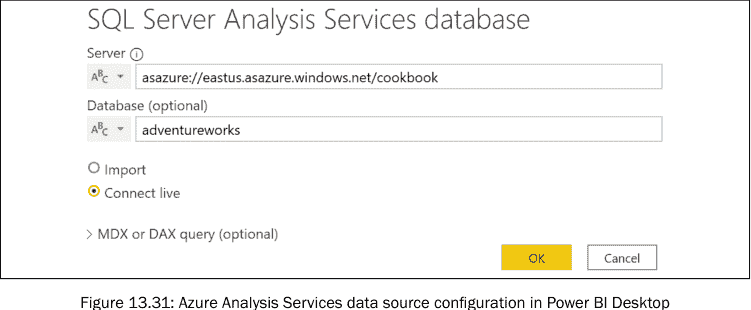 SQL Server Analysis Services database
Server
ABC asazure://eastus.asazure.windows.net/cookbook
Database (optional)
ABC adventureworks
Import
Connect live
MDX or DAX query (optional)
OK Cancel
Figure 13.31: Azure Analysis Services data source configuration in Power BI Desktop